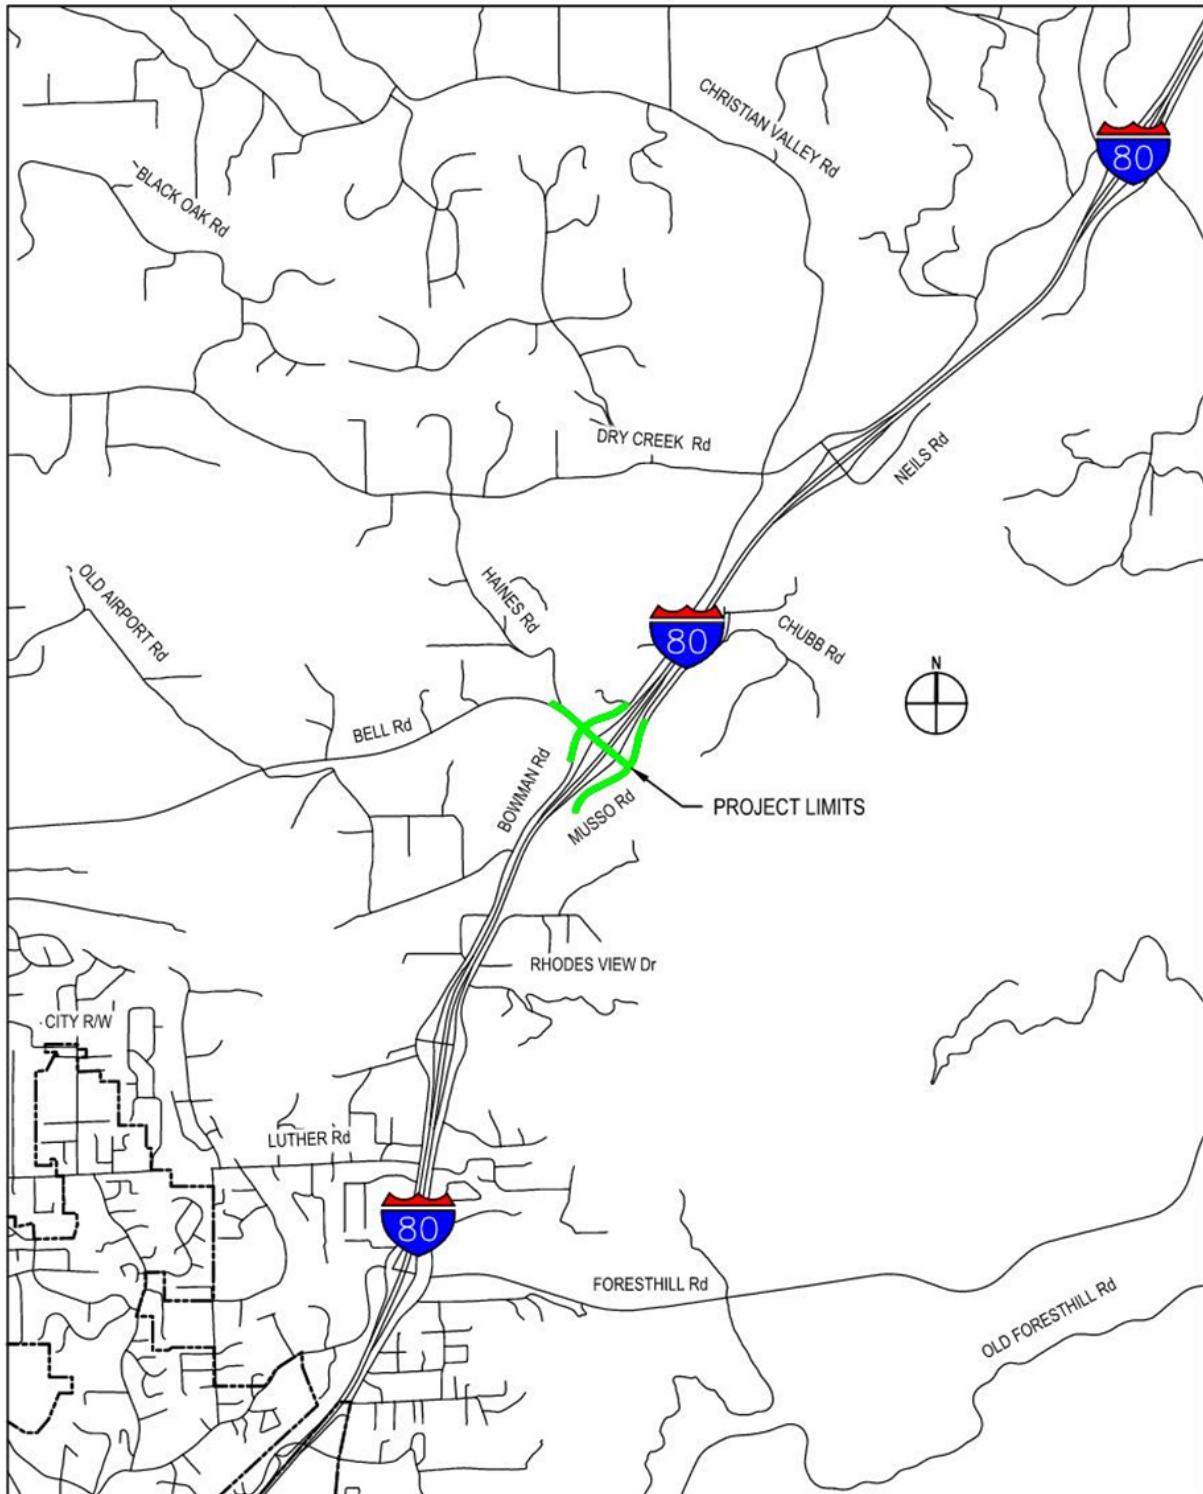 CHRISTIAN VALLEY Rd
80
BLACK OAK Rd
DRY CREEK Rd
NEILS Rd
OLD AIRPORT Rd
HAINES Rd
80
CHUBB Rd
N
BELL Rd
BOWMAN Rd
MUSSO Rd
PROJECT LIMITS
RHODES VIEW Dr
CITY R/W
LUTHER Rd
80
FORESTHILL Rd
OLD FORESTHILL Rd